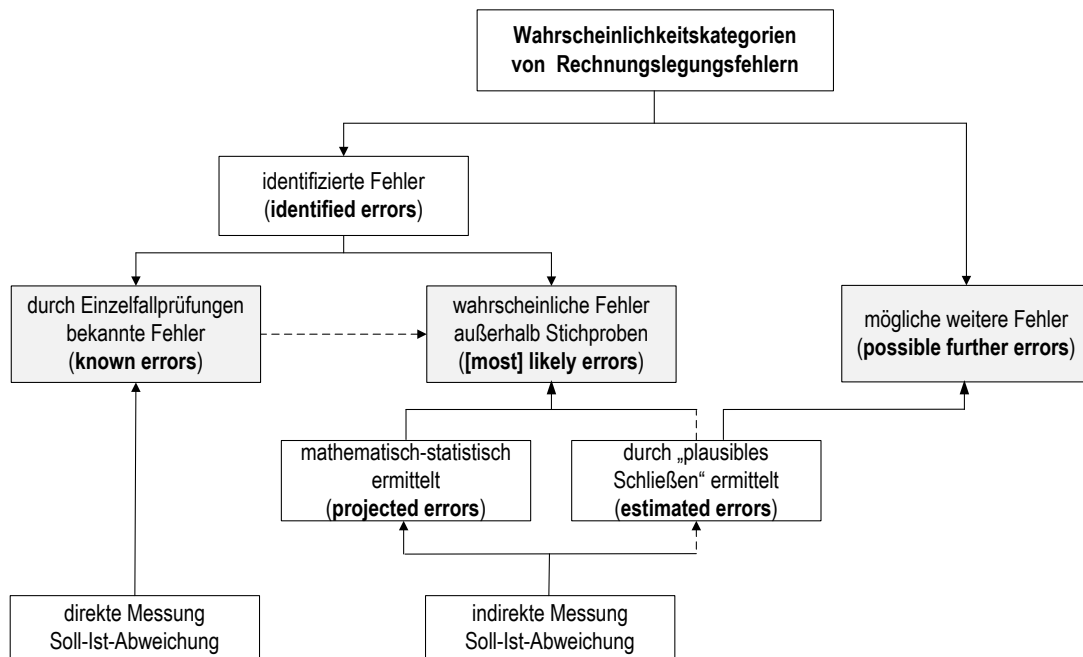 Wahrscheinlichkeitskategorien
von Rechnungslegungsfehlern
identifizierte Fehler
(identified errors)
durch Einzelfallprüfungen
bekannte Fehler
(known errors)
wahrscheinliche Fehler
außerhalb Stichproben
([most] likely errors)
mögliche weitere Fehler
(possible further errors)
mathematisch-statistisch
ermittelt
(projected errors)
durch „plausibles
Schließen“ ermittelt
(estimated errors)
direkte Messung
Soll-Ist-Abweichung
indirekte Messung
Soll-Ist-Abweichung